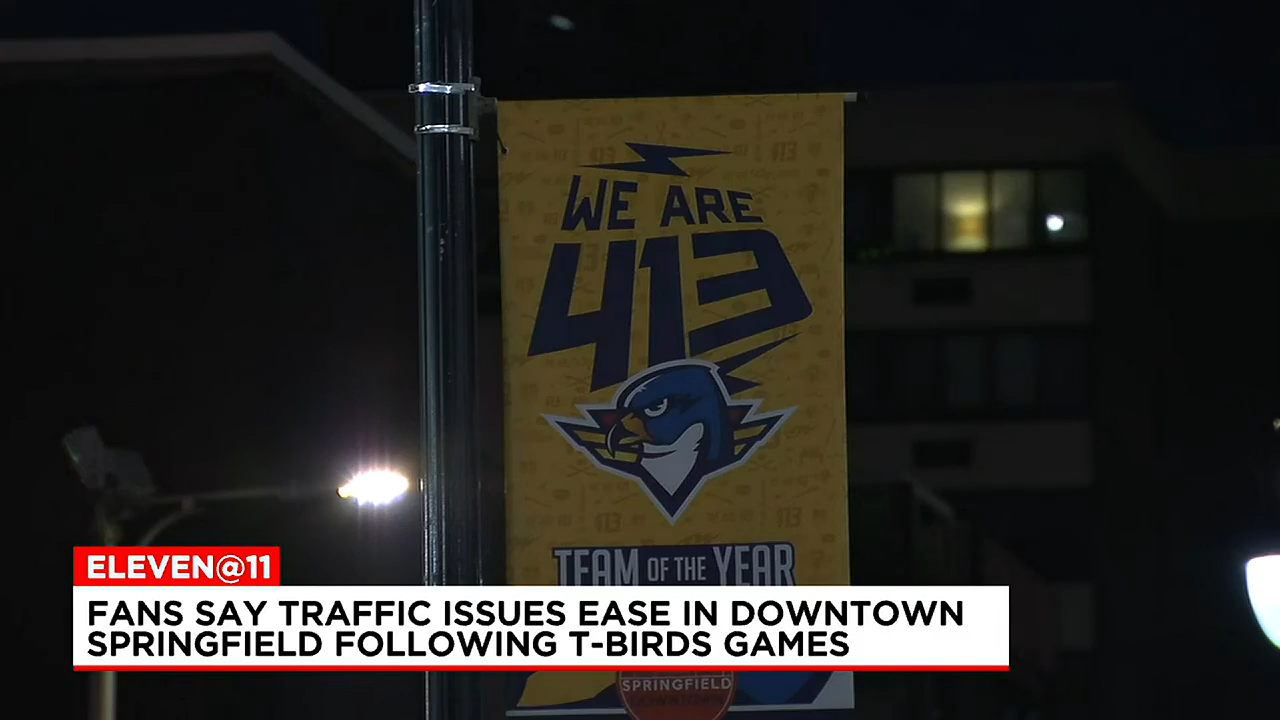 WE ARE
413
TEAM OF THE YEAR
ELEVEN@11
FANS SAY TRAFFIC ISSUES EASE IN DOWNTOWN
SPRINGFIELD FOLLOWING T-BIRDS GAMES
SPRINGFIELD